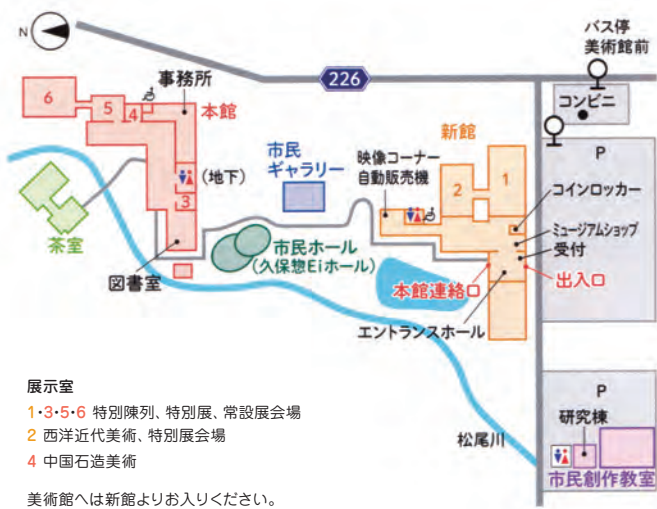 N
226
バス停
美術館前
コンビニ
P
事務所
6
5
4
本館
(地下)
3
市民
ギャラリー
映像コーナー
自動販売機
新館
2
1
コインロッカー
ミュージアムショップ
受付
出入口
茶室
図書室
市民ホール
(久保惣Eiホール)
本館連絡口
エントランスホール
松尾川
P
研究棟
市民創作教室
展示室
1・3・5・6 特別陳列、特別展、常設展会場
2 西洋近代美術、特別展会場
4 中国石造美術
美術館へは新館よりお入りください。